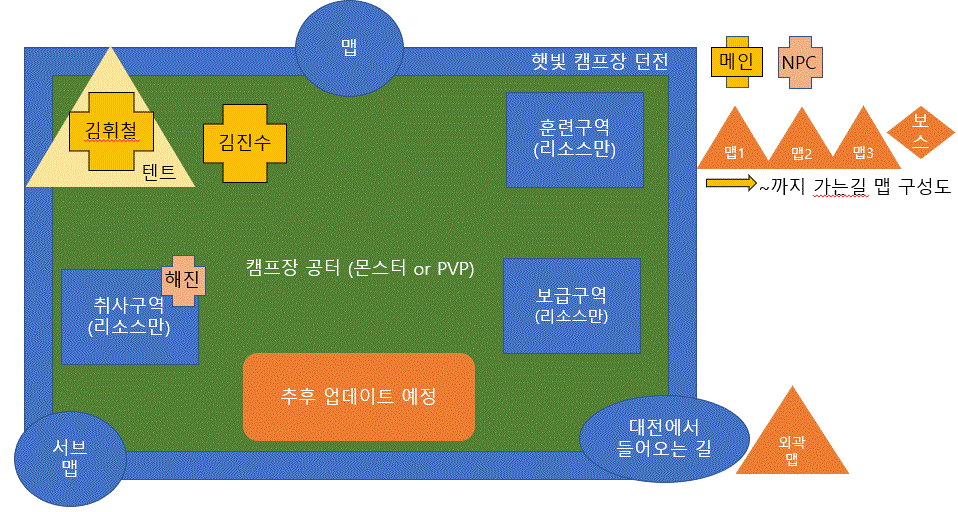 맵
햇빛 캠프장 던전
메인
NPC
김휘철
텐트
김진수
훈련구역
(리소스만)
맵1
맵2
맵3
보
스
~까지 가는길 맵 구성도
해진
취사구역
(리소스만)
캠프장 공터 (몬스터 or PVP)
보급구역
(리소스만)
추후 업데이트 예정
서브
맵
대전에서
들어오는 길
외곽
맵